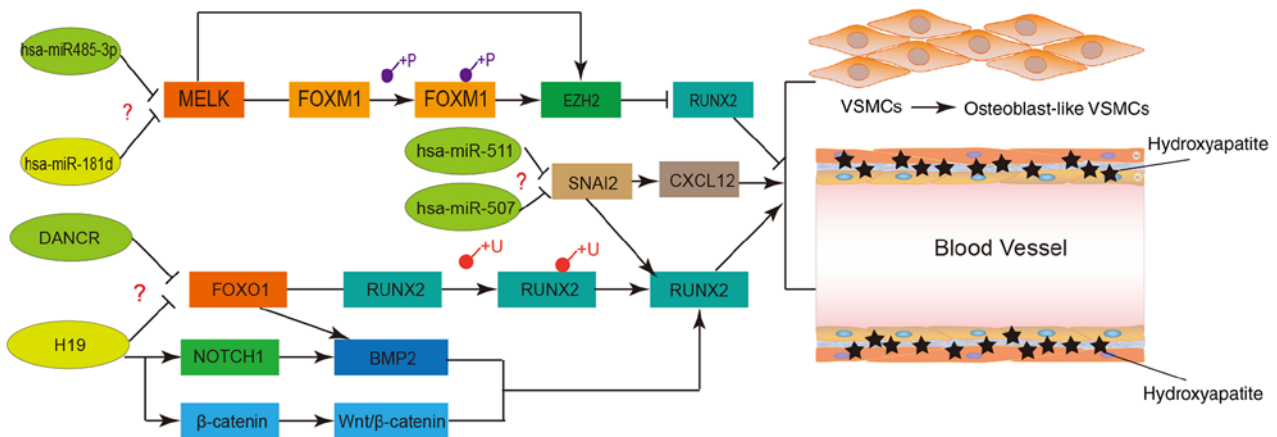 hsa-miR485-3p
?
hsa-miR-181d
MELK
FOXM1
+P
FOXM1
+P
EZH2
RUNX2
hsa-miR-511
?
hsa-miR-507
SNAI2
CXCL12
DANCR
?
H19
FOXO1
RUNX2
+U
RUNX2
+U
RUNX2
NOTCH1
BMP2
β-catenin
Wnt/β-catenin
VSMCs
Osteoblast-like VSMCs
Hydroxyapatite
Blood Vessel
Hydroxyapatite